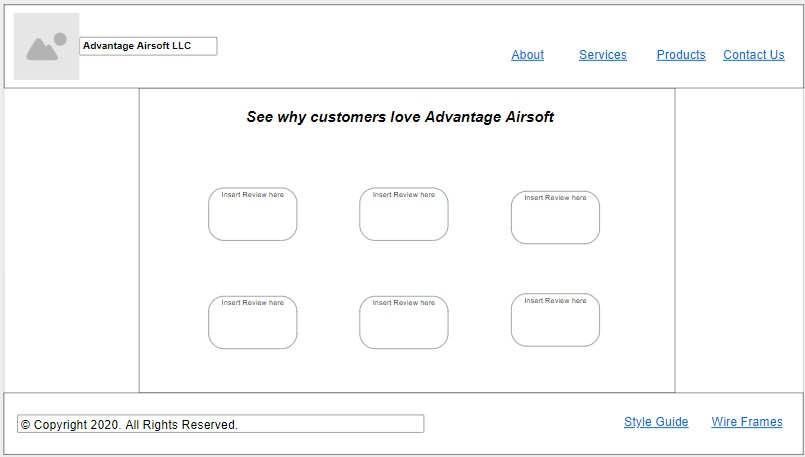 Advantage Airsoft LLC
About Services Products Contact Us
See why customers love Advantage Airsoft
Insert Review here Insert Review here Insert Review here
Insert Review here Insert Review here Insert Review here
© Copyright 2020. All Rights Reserved.
Style Guide Wire Frames